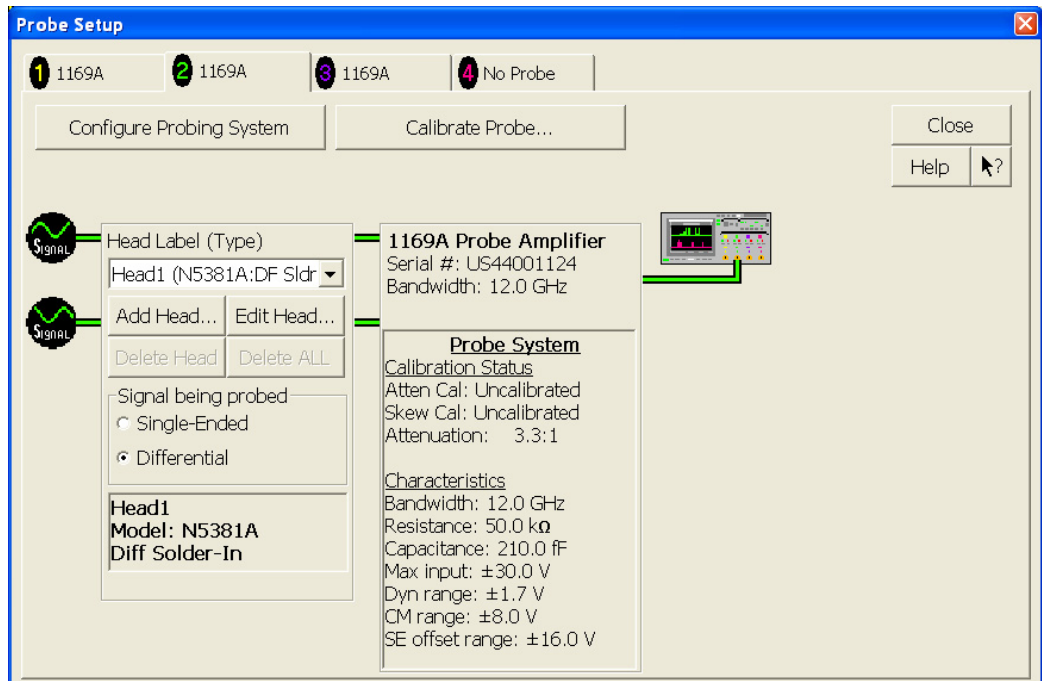 Probe Setup
1 1169A
2 1169A
3 1169A
4 No Probe
Configure Probing System
Calibrate Probe...
Close
Help
?
SIGNAL
SIGNAL
Head Label (Type)
Head1 (N5381A:DF Sldr
Add Head...
Edit Head...
Delete Head
Delete ALL
Signal being probed
Single-Ended
Differential
Head1
Model: N5381A
Diff Solder-In
1169A Probe Amplifier
Serial #: US44001124
Bandwidth: 12.0 GHz
Probe System
Calibration Status
Atten Cal: Uncalibrated
Skew Cal: Uncalibrated
Attenuation: 3.3:1
Characteristics
Bandwidth: 12.0 GHz
Resistance: 50.0 kΩ
Capacitance: 210.0 fF
Max input: ±30.0 V
Dyn range: ±1.7 V
CM range: ±8.0 V
SE offset range: ±16.0 V